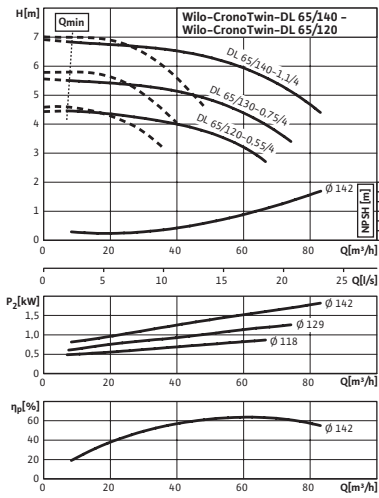 H[m]
Wilo-CronoTwin-DL 65/140 –
Wilo-CronoTwin-DL 65/120
Qmin
7
6
5
4
3
2
1
0
DL 65/140-1,1/4
DL 65/130-0,75/4
DL 65/120-0,55/4
Ø 142
NPSH [m]
0 20 40 60 80 Q[m³/h]
0 5 10 15 20 25 Q[l/s]
P2[kW]
1,5
1,0
0,5
0
Ø 142
Ø 129
Ø 118
0 20 40 60 80 Q[m³/h]
ηp[%]
60
40
20
0
Ø 142
0 20 40 60 80 Q[m³/h]